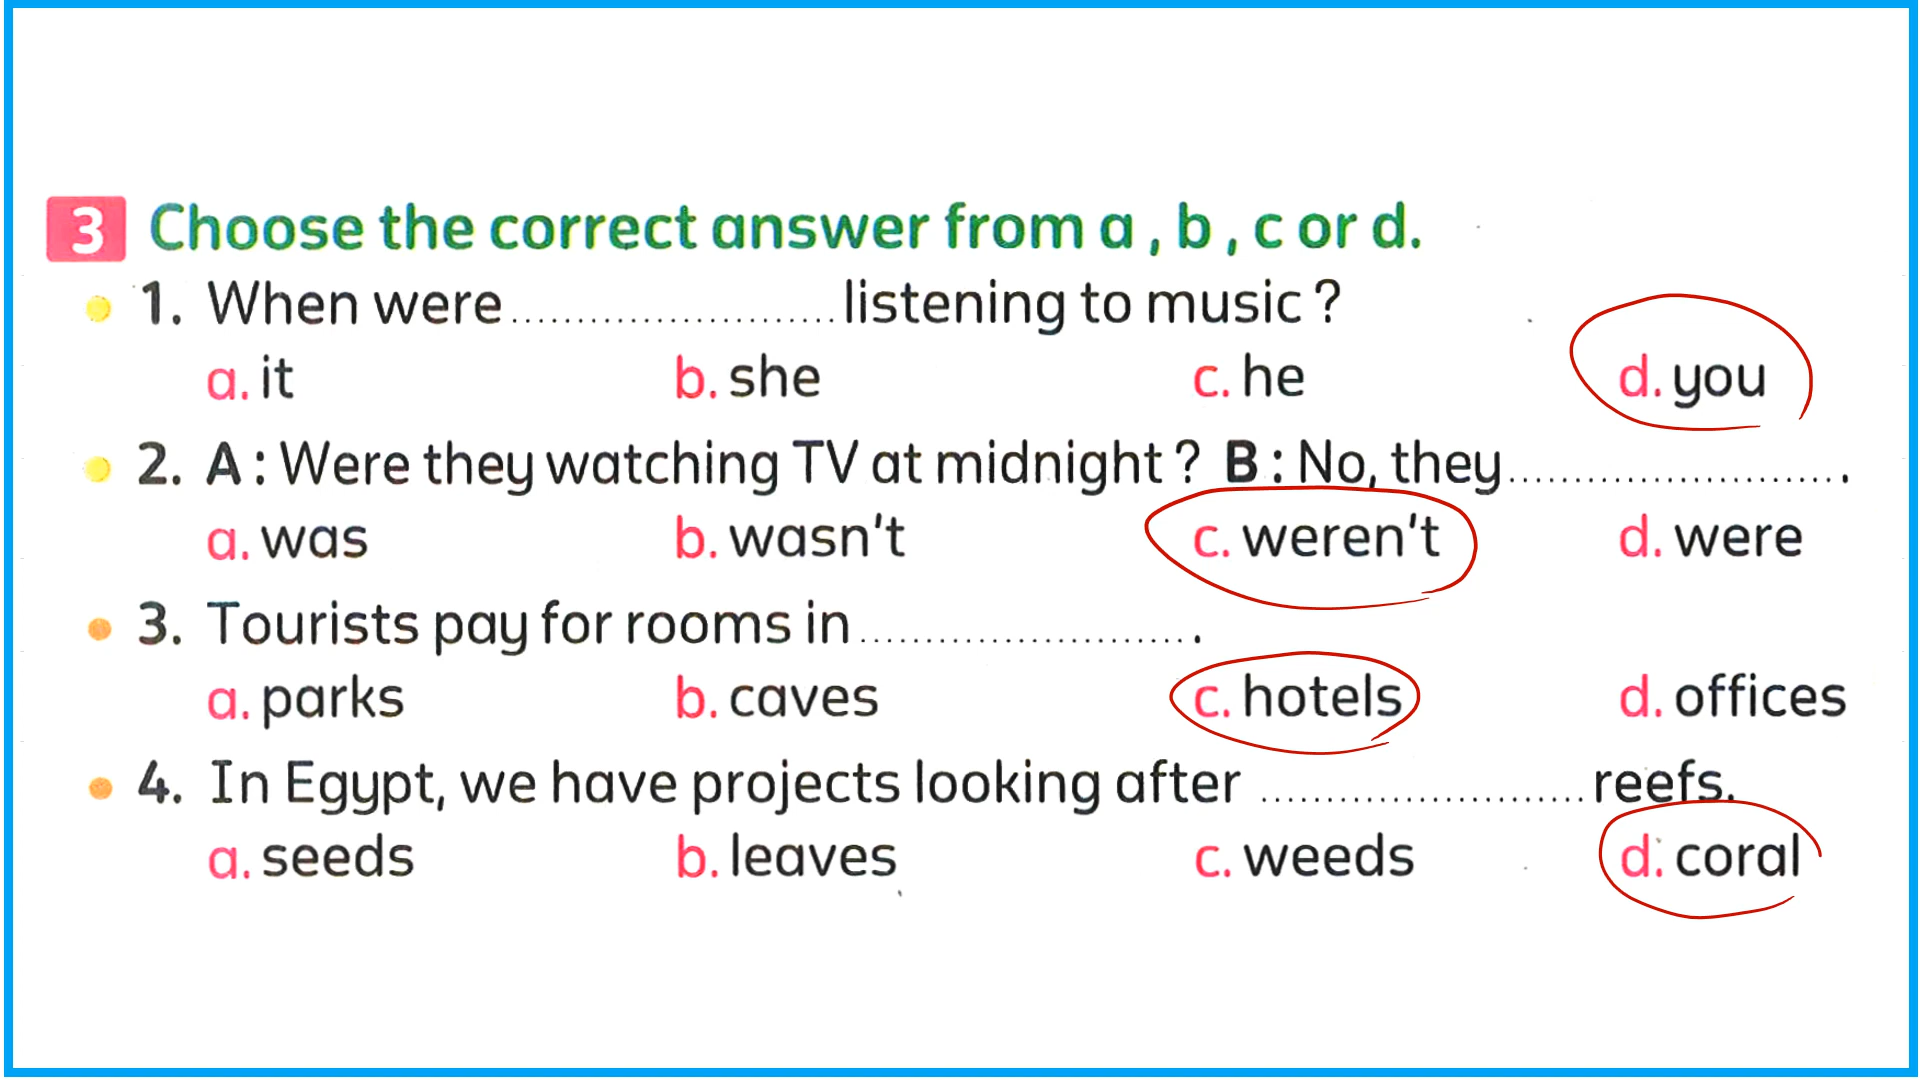 3 Choose the correct answer from a , b , c or d.
1. When were ........................ listening to music ?
a. it b. she c. he d. you
2. A : Were they watching TV at midnight ? B : No, they ........................ .
a. was b. wasn't c. weren't d. were
3. Tourists pay for rooms in ........................ .
a. parks b. caves c. hotels d. offices
4. In Egypt, we have projects looking after ........................ reefs.
a. seeds b. leaves c. weeds d. coral